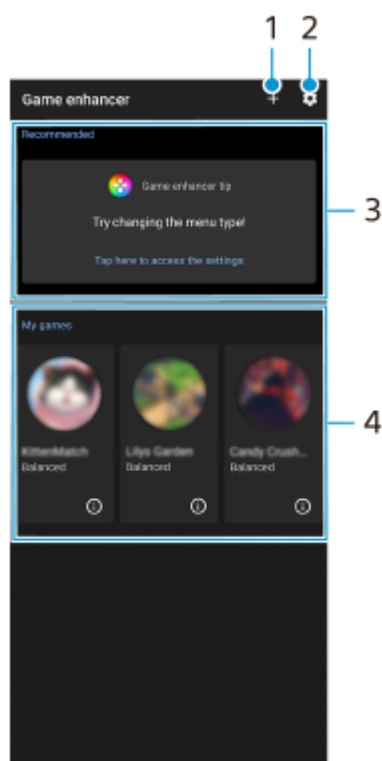 1 2
Game enhancer
Recommended
3
Game enhancer tip
Try changing the menu type!
Tap here to access the settings
My games
4
KittenMatch Lilys Garden Candy Crush...
Balanced Balanced Balanced